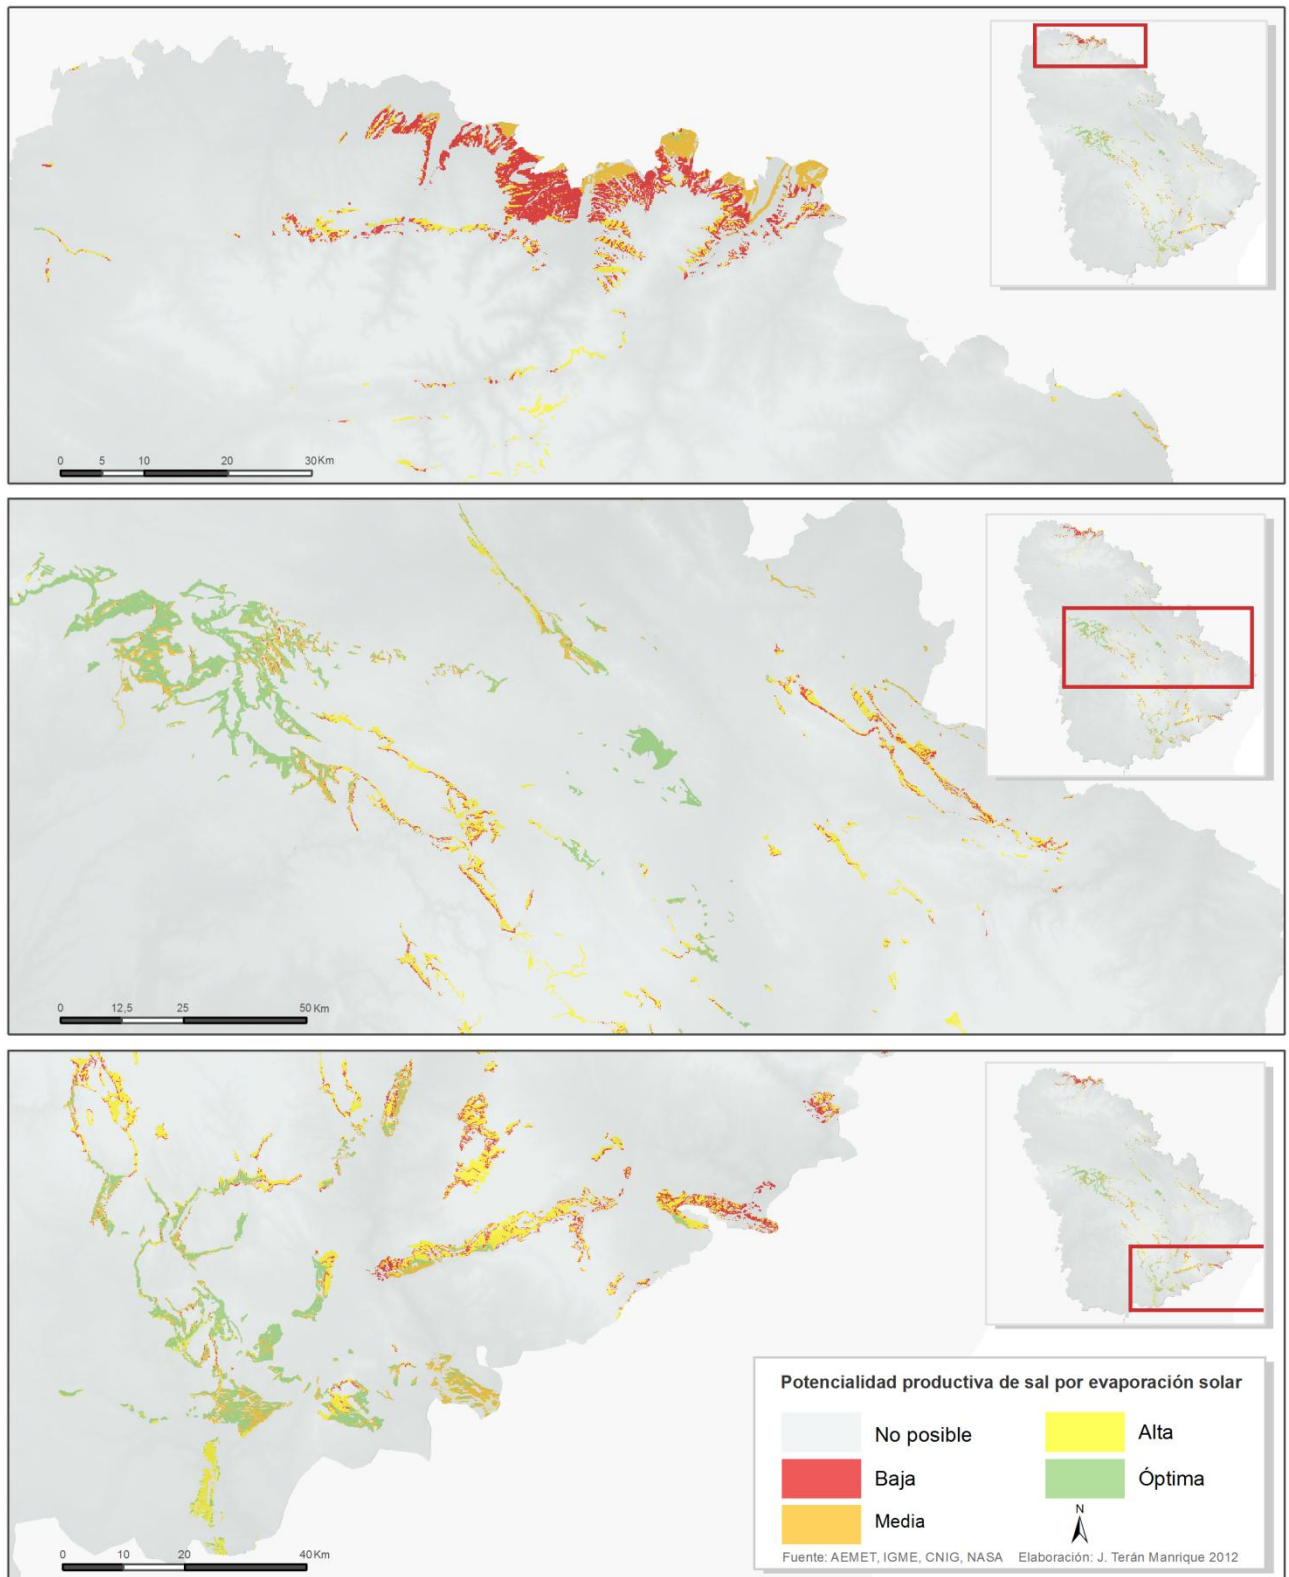 0 5 10 20 30 Km
0 12,5 25 50 Km
Potencialidad productiva de sal por evaporación solar
No posible
Alta
Baja
Óptima
Media
N
Fuente: AEMET, IGME, CNIG, NASA Elaboración: J. Terán Manrique 2012
0 10 20 40 Km